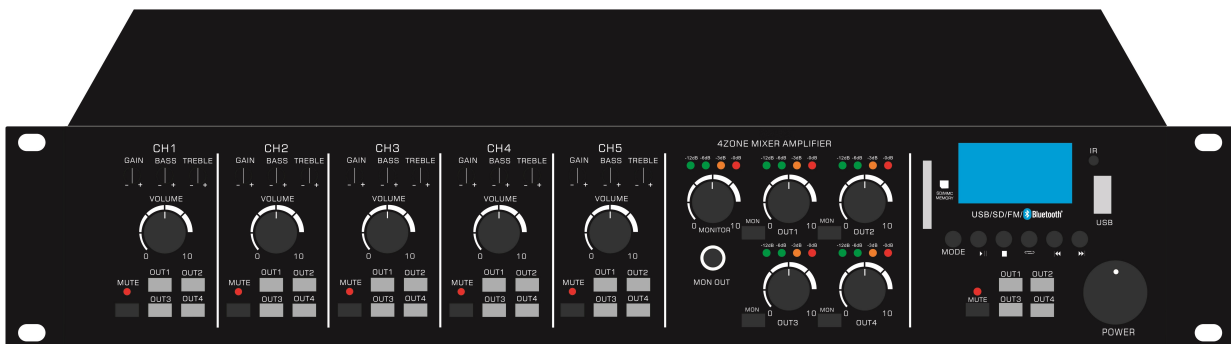 CH1
GAIN BASS TREBLE
- + - + - +
VOLUME
0 10
MUTE OUT1 OUT2
OUT3 OUT4
CH2
GAIN BASS TREBLE
- + - + - +
VOLUME
0 10
MUTE OUT1 OUT2
OUT3 OUT4
CH3
GAIN BASS TREBLE
- + - + - +
VOLUME
0 10
MUTE OUT1 OUT2
OUT3 OUT4
CH4
GAIN BASS TREBLE
- + - + - +
VOLUME
0 10
MUTE OUT1 OUT2
OUT3 OUT4
CH5
GAIN BASS TREBLE
- + - + - +
VOLUME
0 10
MUTE OUT1 OUT2
OUT3 OUT4
4ZONE MIXER AMPLIFIER
-12dB -6dB -3dB -0dB
0 10
MONITOR
MON OUT
-12dB -6dB -3dB -0dB
MON 0 10
OUT1
-12dB -6dB -3dB -0dB
MON 0 10
OUT2
-12dB -6dB -3dB -0dB
MON 0 10
OUT3
-12dB -6dB -3dB -0dB
MON 0 10
OUT4
SD/MMC
MEMORY
IR
USB/SD/FM/ Bluetooth
USB
MODE
MUTE OUT1 OUT2
OUT3 OUT4
POWER